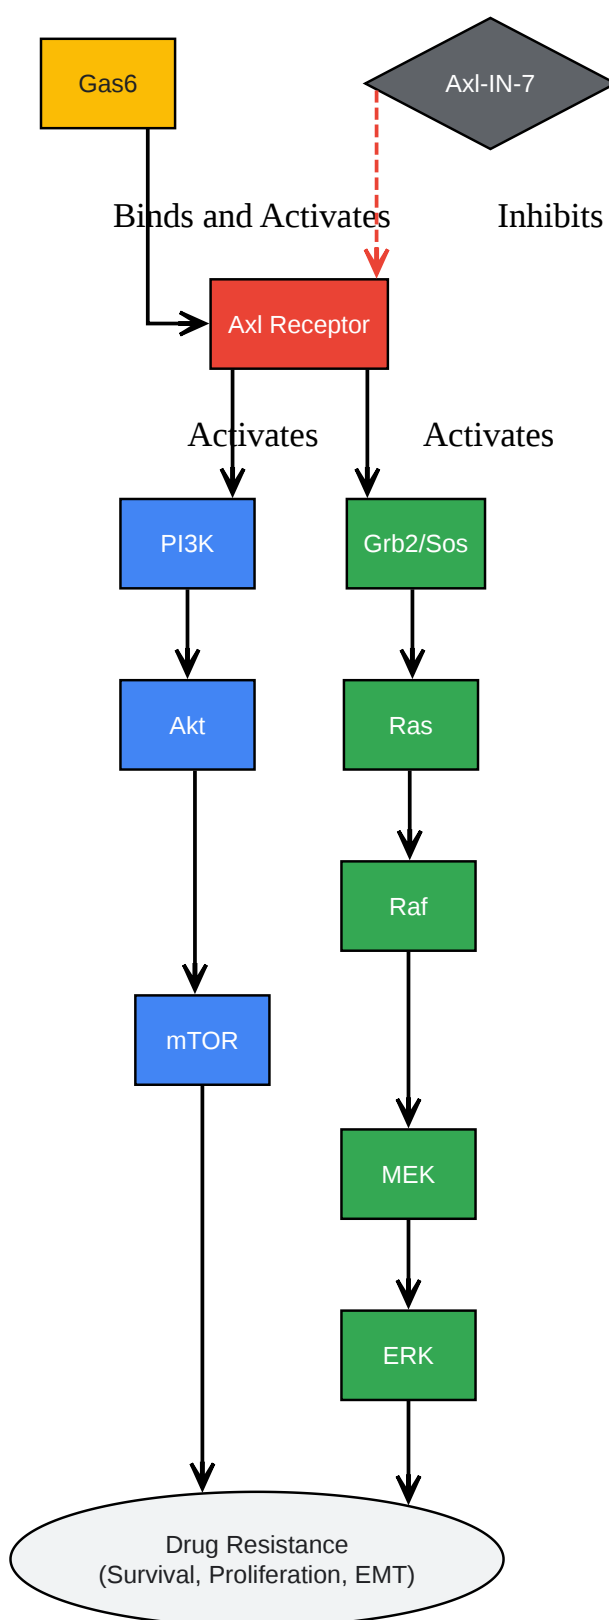 Gas6
Axl-IN-7
Binds and Activates
Inhibits
Axl Receptor
Activates
Activates
PI3K
Grb2/Sos
Akt
Ras
Raf
mTOR
MEK
ERK
Drug Resistance
(Survival, Proliferation, EMT)